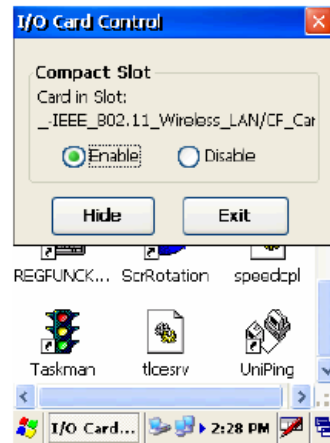 I/O Card Control
Compact Slot
Card in Slot:
_-IEEE_802.11_Wireless_LAN/CF_Car
Enable Disable
Hide Exit
REGFUNCK... ScrRotation speedcpl
Taskman tlcesrv UniPing
I/O Card... 2:28 PM